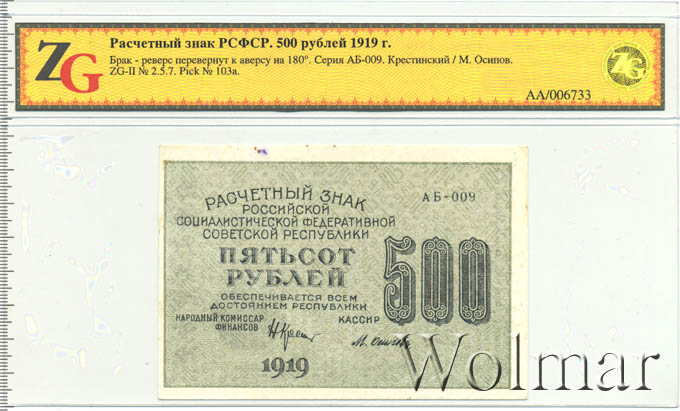 ZG
Расчетный знак РСФСР. 500 рублей 1919 г.
Брак - реверс перевернут к аверсу на 180°. Серия АБ-009. Крестинский / М. Осипов.
ZG-II № 2.5.7. Pick № 103a.
ZG
AA/006733
РАСЧЕТНЫЙ ЗНАК
РОССИЙСКОЙ
СОЦИАЛИСТИЧЕСКОЙ ФЕДЕРАТИВНОЙ
СОВЕТСКОЙ РЕСПУБЛИКИ
ПЯТЬСОТ
РУБЛЕЙ
ОБЕСПЕЧИВАЕТСЯ ВСЕМ
ДОСТОЯНИЕМ РЕСПУБЛИКИ
НАРОДНЫЙ КОМИССАР
ФИНАНСОВ
КАССИР
1919
АБ-009
500
Wolmar